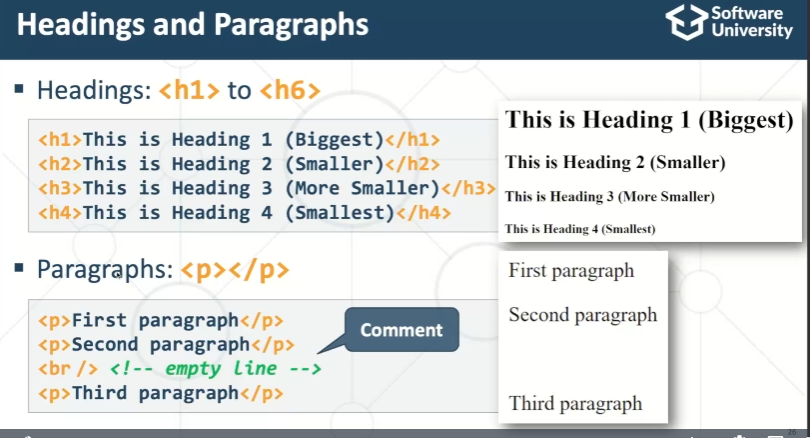 Headings and Paragraphs
Software
University
Headings: <h1> to <h6>
<h1>This is Heading 1 (Biggest)</h1>
<h2>This is Heading 2 (Smaller)</h2>
<h3>This is Heading 3 (More Smaller)</h3>
<h4>This is Heading 4 (Smallest)</h4>
This is Heading 1 (Biggest)
This is Heading 2 (Smaller)
This is Heading 3 (More Smaller)
This is Heading 4 (Smallest)
Paragraphs: <p></p>
<p>First paragraph</p>
<p>Second paragraph</p>
<br /> <!-- empty line -->
<p>Third paragraph</p>
Comment
First paragraph
Second paragraph
Third paragraph